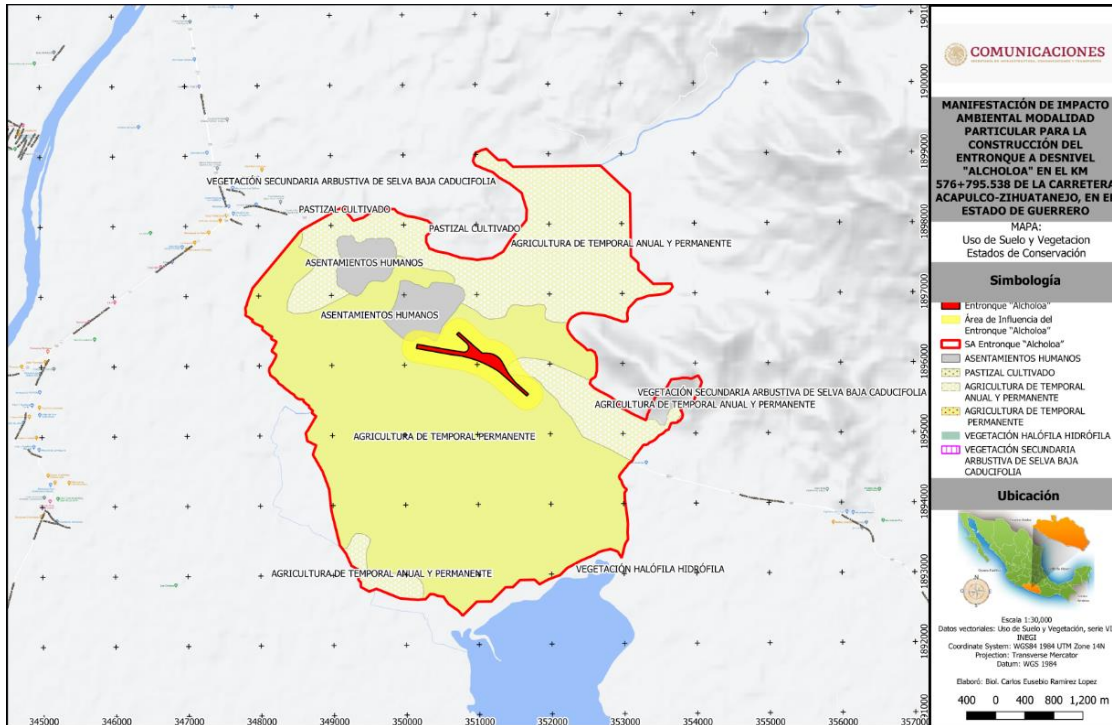 VEGETACIÓN SECUNDARIA ARBUSTIVA DE SELVA BAJA CADUCIFOLIA
PASTIZAL CULTIVADO
PASTIZAL CULTIVADO
AGRICULTURA DE TEMPORAL ANUAL Y PERMANENTE
ASENTAMIENTOS HUMANOS
ASENTAMIENTOS HUMANOS
VEGETACIÓN SECUNDARIA ARBUSTIVA DE SELVA BAJA CADUCIFOLIA
AGRICULTURA DE TEMPORAL ANUAL Y PERMANENTE
AGRICULTURA DE TEMPORAL PERMANENTE
AGRICULTURA DE TEMPORAL ANUAL Y PERMANENTE
VEGETACIÓN HALÓFILA HIDRÓFILA
345000 346000 347000 348000 349000 350000 351000 352000 353000 354000 355000 356000 357000
190100
1900000
1899000
1898000
1897000
1896000
1895000
1894000
1893000
1892000
1891000
COMUNICACIONES
SECRETARÍA DE INFRAESTRUCTURA, COMUNICACIONES Y TRANSPORTES
MANIFESTACIÓN DE IMPACTO
AMBIENTAL MODALIDAD
PARTICULAR PARA LA
CONSTRUCCIÓN DEL
ENTRONQUE A DESNIVEL
"ALCHOLOA" EN EL KM
576+795.538 DE LA CARRETERA
ACAPULCO-ZIHUATANEJO, EN EL
ESTADO DE GUERRERO
MAPA:
Uso de Suelo y Vegetacion
Estados de Conservación
Simbología
Entronque "Alcholoa"
Área de Influencia del
Entronque "Alcholoa"
SA Entronque "Alcholoa"
ASENTAMIENTOS HUMANOS
PASTIZAL CULTIVADO
AGRICULTURA DE TEMPORAL
ANUAL Y PERMANENTE
AGRICULTURA DE TEMPORAL
PERMANENTE
VEGETACIÓN HALÓFILA HIDRÓFILA
VEGETACIÓN SECUNDARIA
ARBUSTIVA DE SELVA BAJA
CADUCIFOLIA
Ubicación
Escala 1:30,000
Datos vectoriales: Uso de Suelo y Vegetación, serie VI
INEGI
Coordinate System: WGS84 1984 UTM Zone 14N
Projection: Transverse Mercator
Datum: WGS 1984
Elaboró: Biol. Carlos Eusebio Ramirez Lopez
400 0 400 800 1,200 m